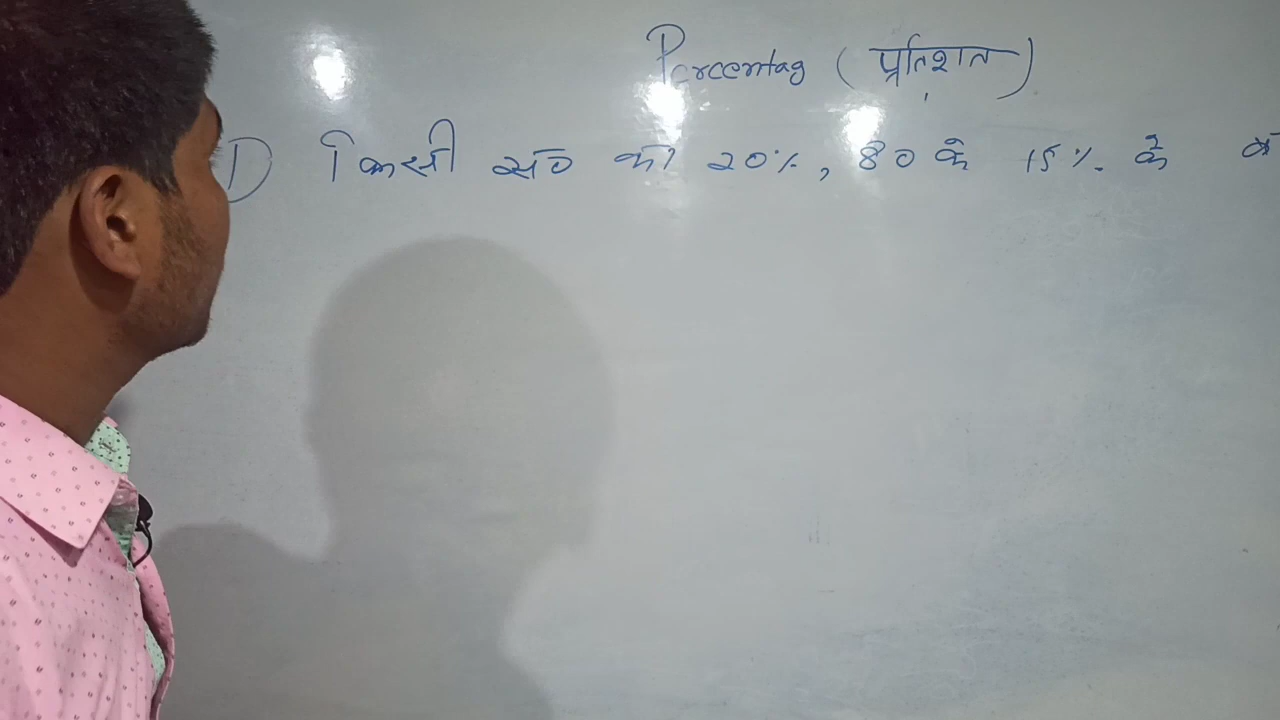 Percentag (प्रतिशत)
1) किसी सं० का 20%, 80 के 15% के